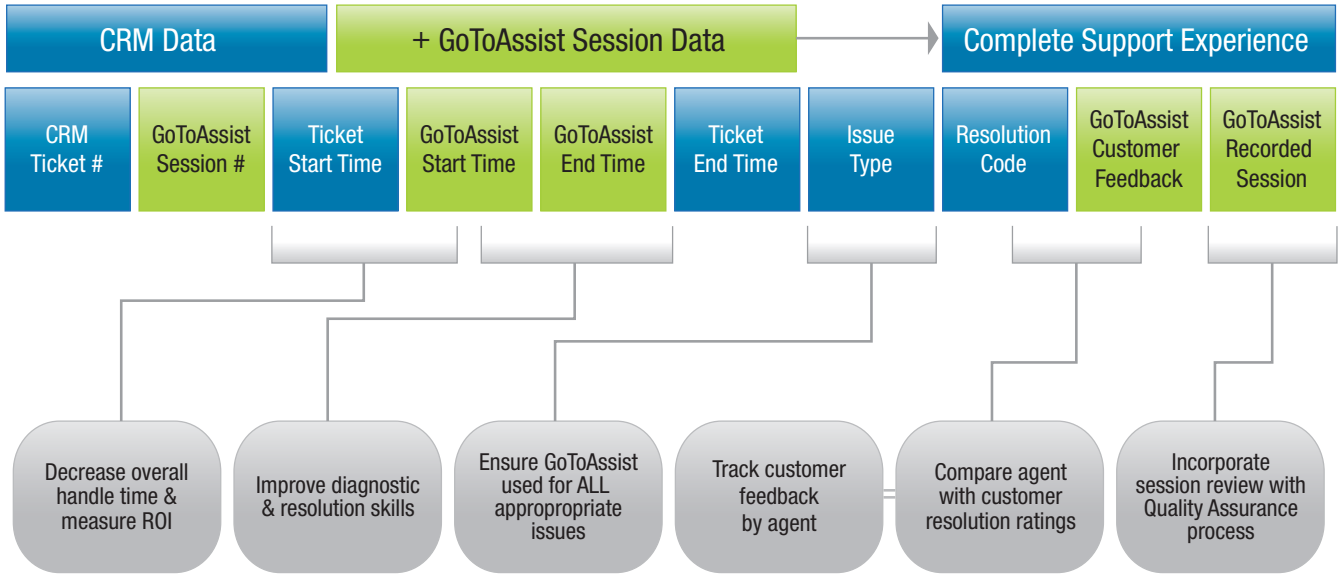 CRM Data
+ GoToAssist Session Data
Complete Support Experience
CRM
Ticket #
GoToAssist
Session #
Ticket
Start Time
GoToAssist
Start Time
GoToAssist
End Time
Ticket
End Time
Issue
Type
Resolution
Code
GoToAssist
Customer
Feedback
GoToAssist
Recorded
Session
Decrease overall
handle time &
measure ROI
Improve diagnostic
& resolution skills
Ensure GoToAssist
used for ALL
appropropriate
issues
Track customer
feedback
by agent
Compare agent
with customer
resolution ratings
Incorporate
session review with
Quality Assurance
process